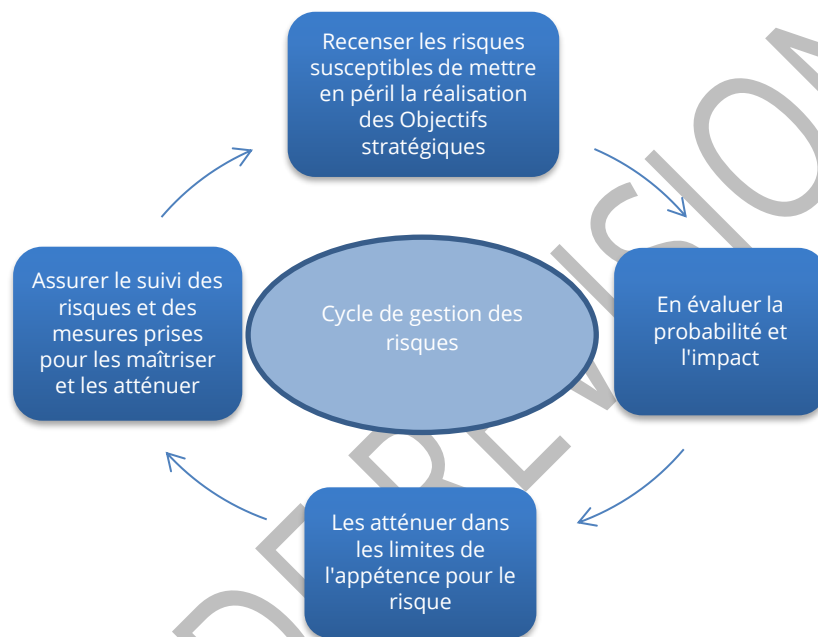 Recenser les risques
susceptibles de mettre
en péril la réalisation
des Objectifs
stratégiques
En évaluer la
probabilité et
l'impact
Les atténuer dans
les limites de
l'appétence pour le
risque
Assurer le suivi des
risques et des
mesures prises
pour les maîtriser
et les atténuer
Cycle de gestion des
risques
DE REVISION